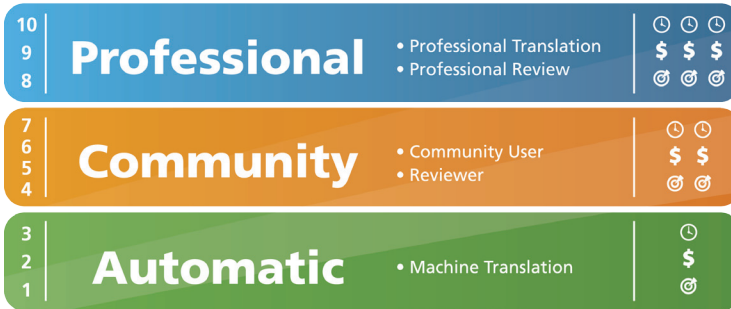 10
9
8
Professional
• Professional Translation
• Professional Review
$ $ $
7
6
5
4
Community
• Community User
• Reviewer
$ $
3
2
1
Automatic
• Machine Translation
$